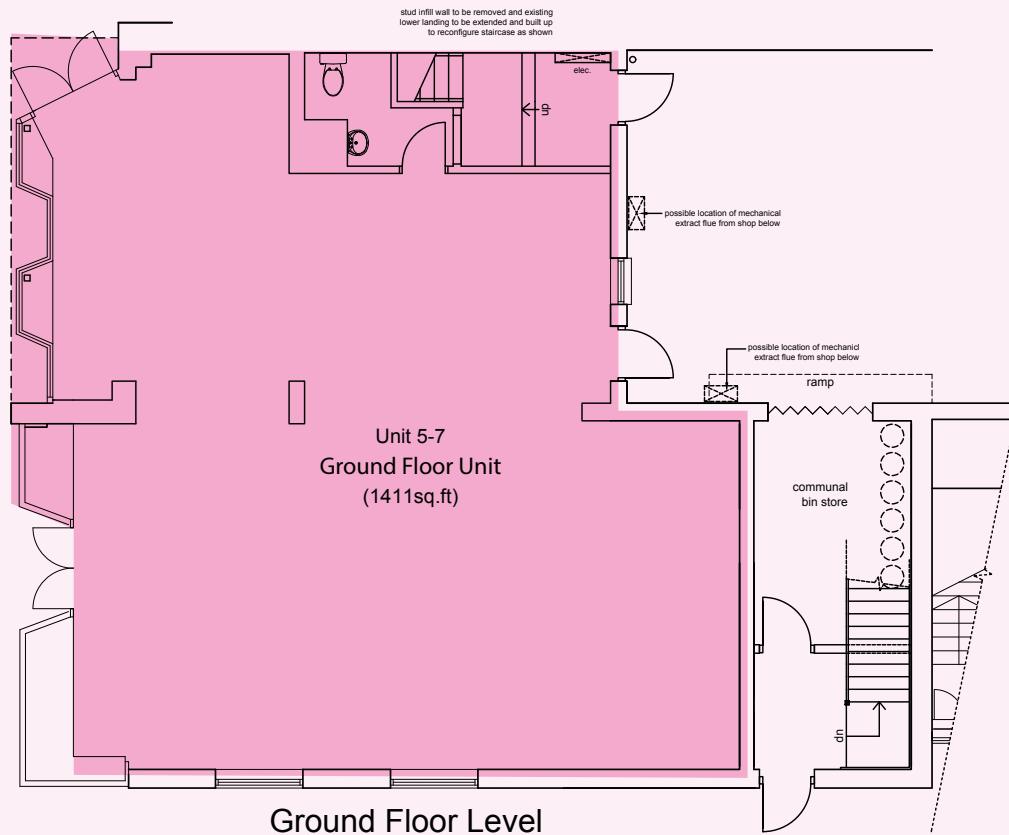 stud infill wall to be removed and existing
lower landing to be extended and built up
to reconfigure staircase as shown
elec.
dn
possible location of mechanical
extract flue from shop below
possible location of mechanicl
extract flue from shop below
ramp
Unit 5-7
Ground Floor Unit
(1411sq.ft)
communal
bin store
up
Ground Floor Level